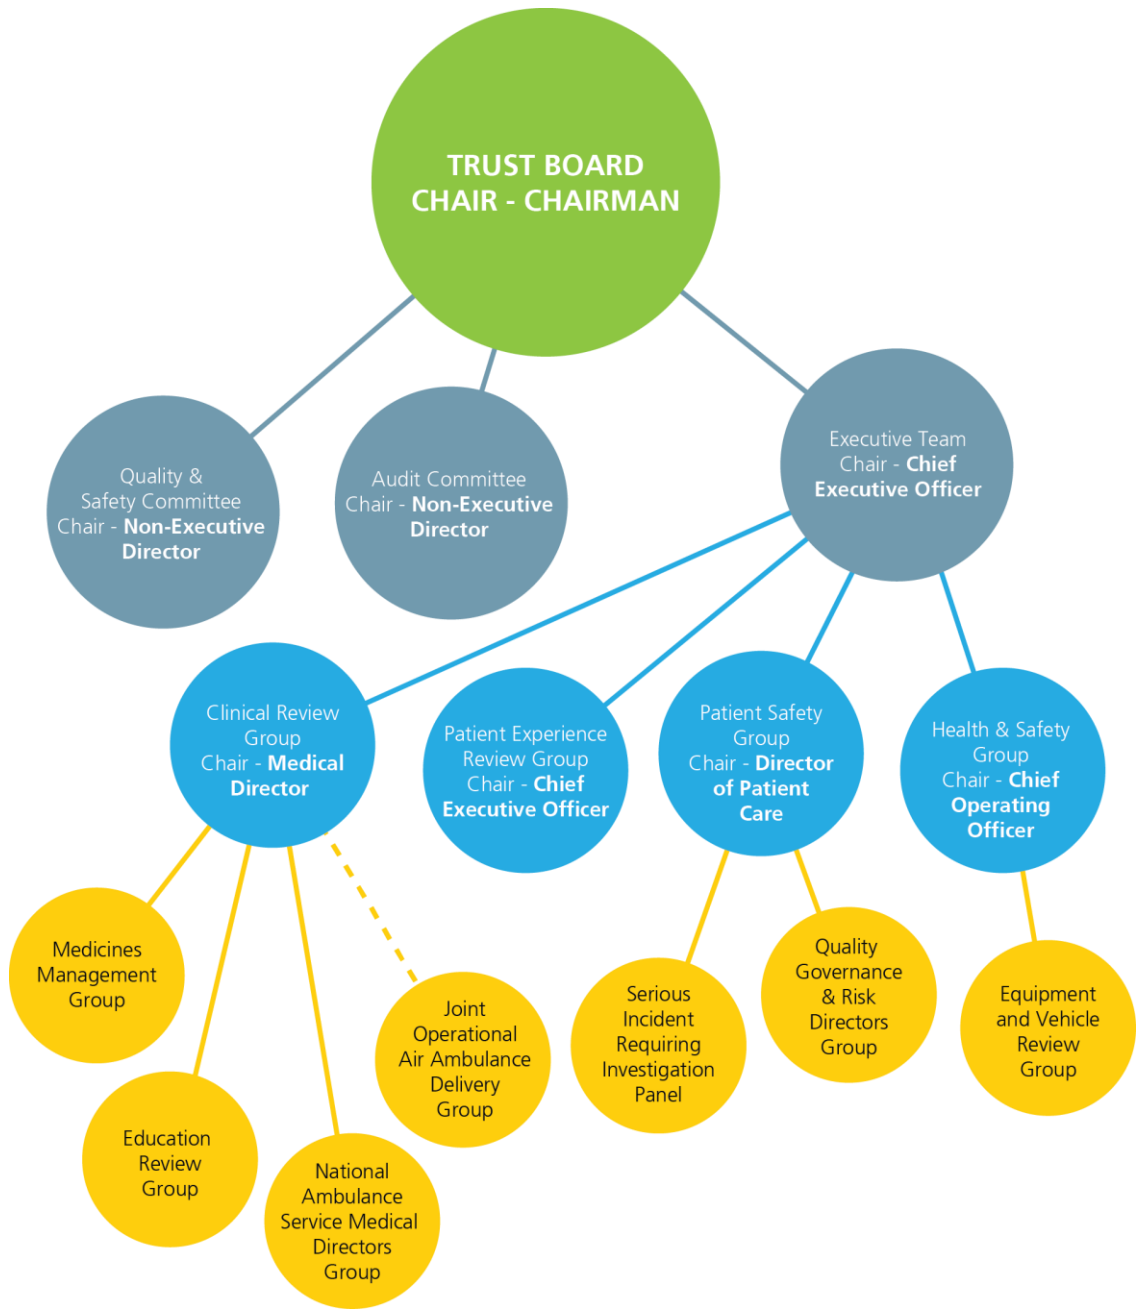 TRUST BOARD
CHAIR - CHAIRMAN
Quality &
Safety Committee
Chair - Non-Executive
Director
Audit Committee
Chair - Non-Executive
Director
Executive Team
Chair - Chief
Executive Officer
Clinical Review
Group
Chair - Medical
Director
Patient Experience
Review Group
Chair - Chief
Executive Officer
Patient Safety
Group
Chair - Director
of Patient
Care
Health & Safety
Group
Chair - Chief
Operating
Officer
Medicines
Management
Group
Education
Review
Group
National
Ambulance
Service Medical
Directors
Group
Joint
Operational
Air Ambulance
Delivery
Group
Serious
Incident
Requiring
Investigation
Panel
Quality
Governance
& Risk
Directors
Group
Equipment
and Vehicle
Review
Group